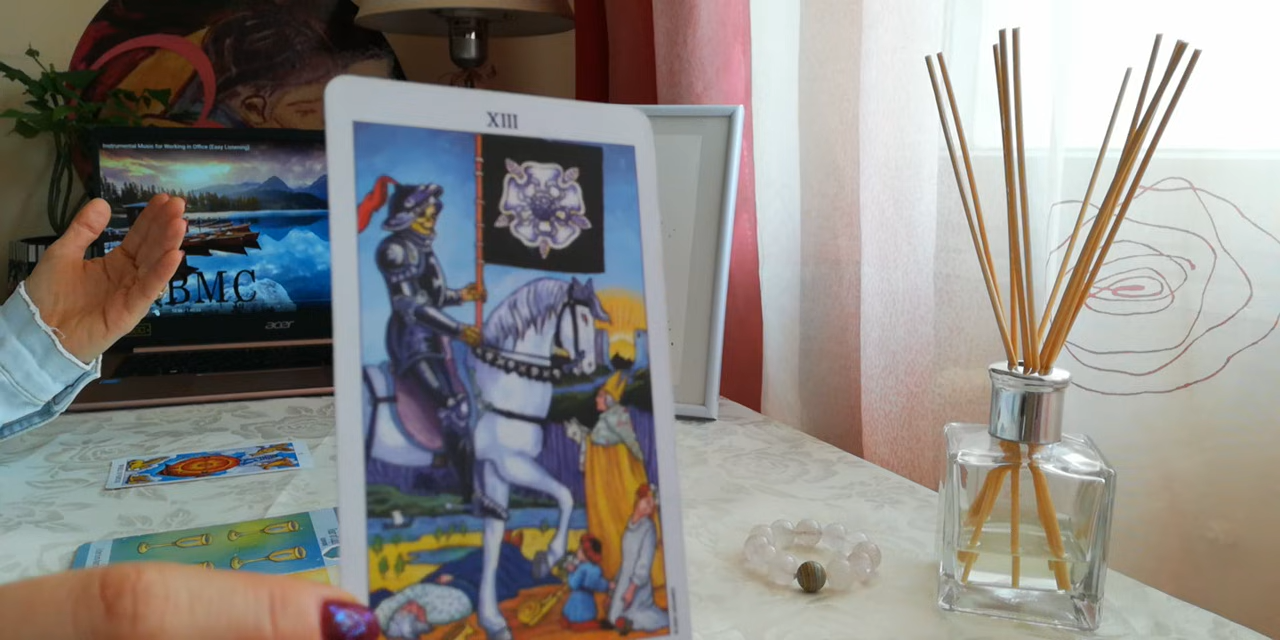 XIII
Instrumental Music for Working in Office (Easy Listening)
BMC
acer